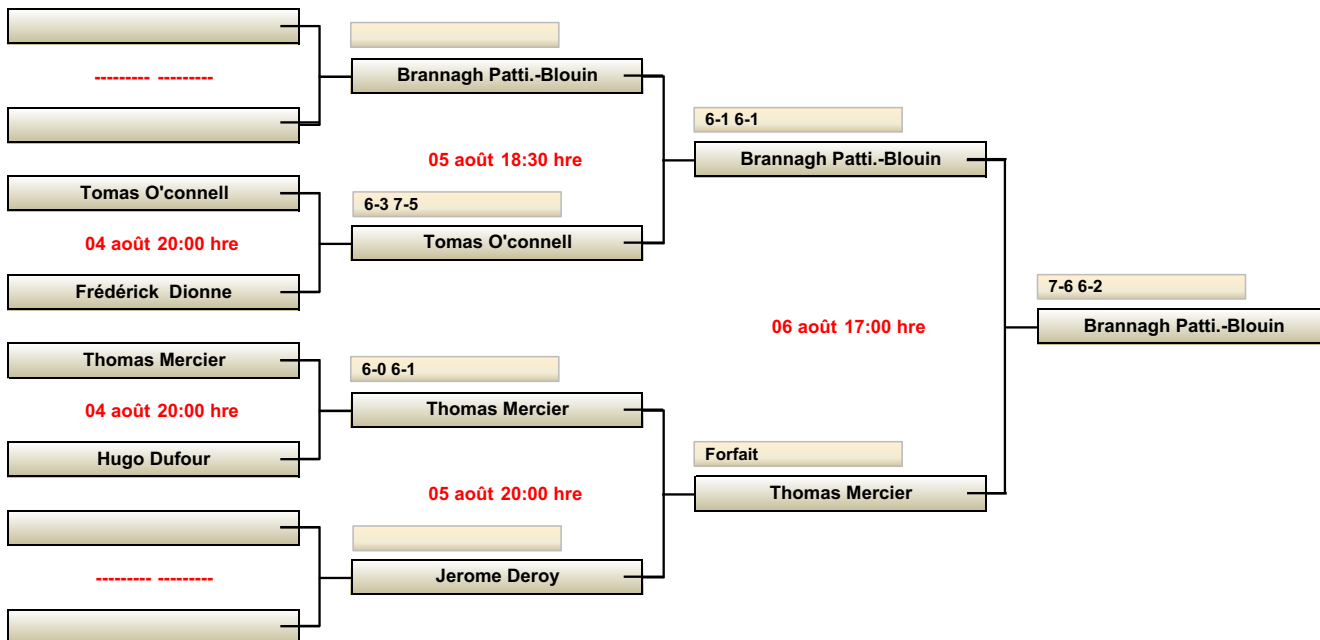 --------- ---------
Brannagh Patti.-Blouin
05 août 18:30 hre
6-1 6-1
Brannagh Patti.-Blouin
Tomas O'connell
04 août 20:00 hre
Frédérick  Dionne
6-3 7-5
Tomas O'connell
06 août 17:00 hre
7-6 6-2
Brannagh Patti.-Blouin
Thomas Mercier
04 août 20:00 hre
Hugo Dufour
6-0 6-1
Thomas Mercier
05 août 20:00 hre
Forfait
Thomas Mercier
--------- ---------
Jerome Deroy